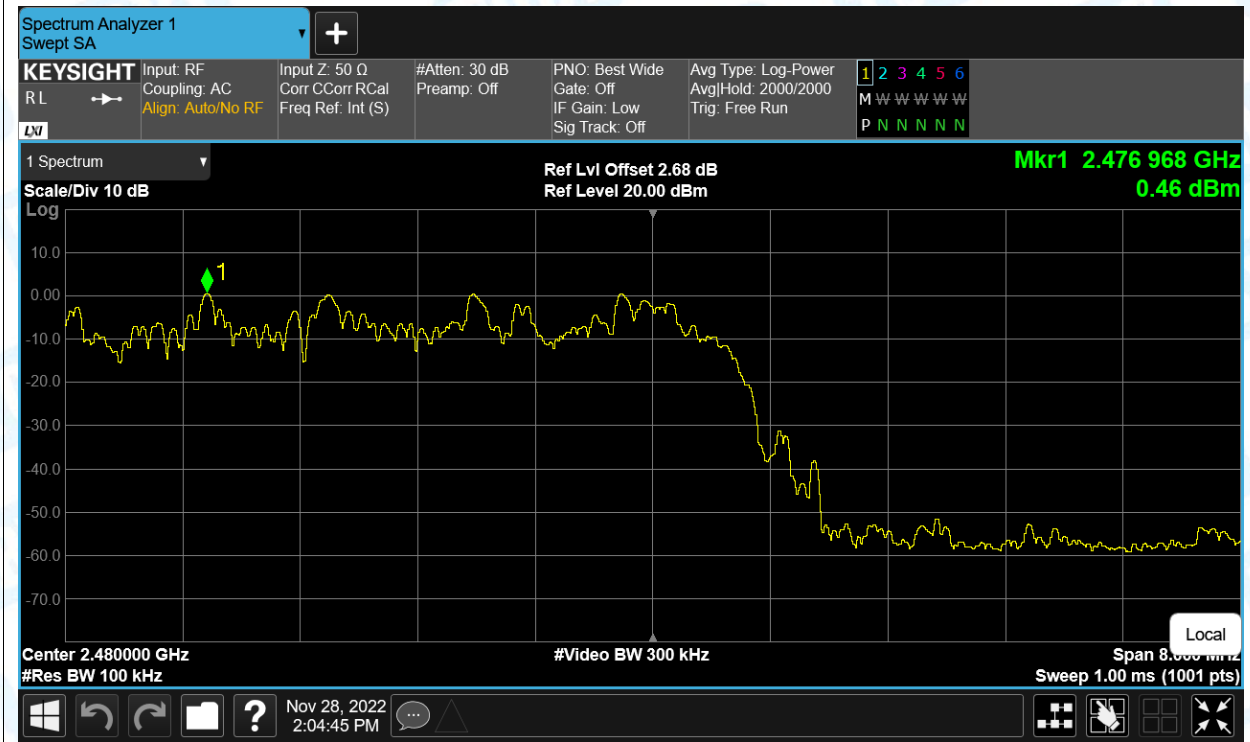 Spectrum Analyzer 1
Swept SA
KEYSIGHT
R L
LXI
Input: RF
Coupling: AC
Align: Auto/No RF
Input Z: 50 Ω
Corr CCorr RCal
Freq Ref: Int (S)
#Atten: 30 dB
Preamp: Off
PNO: Best Wide
Gate: Off
IF Gain: Low
Sig Track: Off
Avg Type: Log-Power
Avg|Hold: 2000/2000
Trig: Free Run
1 2 3 4 5 6
M W W W W W
P N N N N N
1 Spectrum
Scale/Div 10 dB
Ref Lvl Offset 2.68 dB
Ref Level 20.00 dBm
Mkr1 2.476 968 GHz
0.46 dBm
Log
10.0
0.00
-10.0
-20.0
-30.0
-40.0
-50.0
-60.0
-70.0
1
Local
Center 2.480000 GHz
#Res BW 100 kHz
#Video BW 300 kHz
Span
Sweep 1.00 ms (1001 pts)
?
Nov 28, 2022
2:04:45 PM